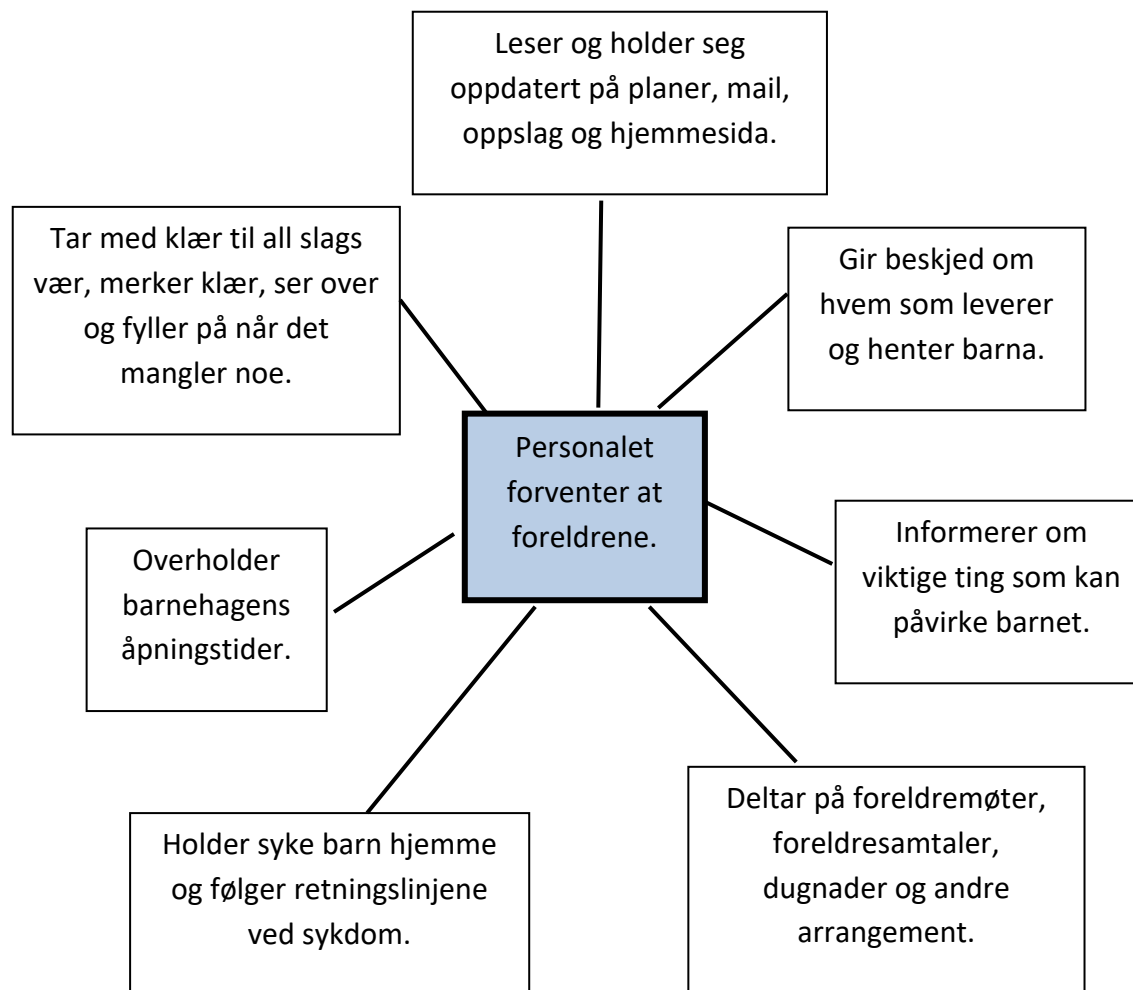 Leser og holder seg
oppdatert på planer, mail,
oppslag og hjemmesida.
Tar med klær til all slags
vær, merker klær, ser over
og fyller på når det
mangler noe.
Gir beskjed om
hvem som leverer
og henter barna.
Personalet
forventer at
foreldrene.
Overholder
barnehagens
åpningstider.
Informerer om
viktige ting som kan
påvirke barnet.
Holder syke barn hjemme
og følger retningslinjene
ved sykdom.
Deltar på foreldremøter,
foreldresamtaler,
dugnader og andre
arrangement.